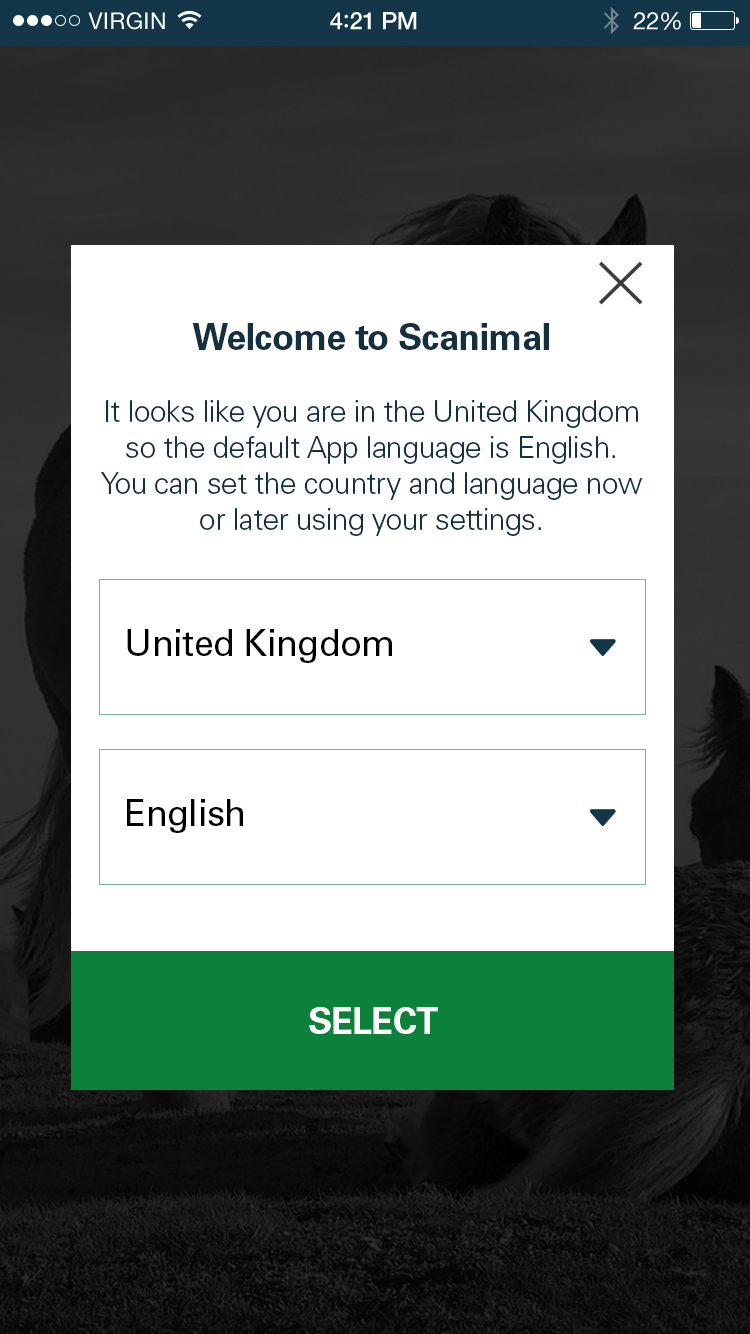 VIRGIN 4:21 PM 22%
Welcome to Scanimal
It looks like you are in the United Kingdom
so the default App language is English.
You can set the country and language now
or later using your settings.
United Kingdom
English
SELECT